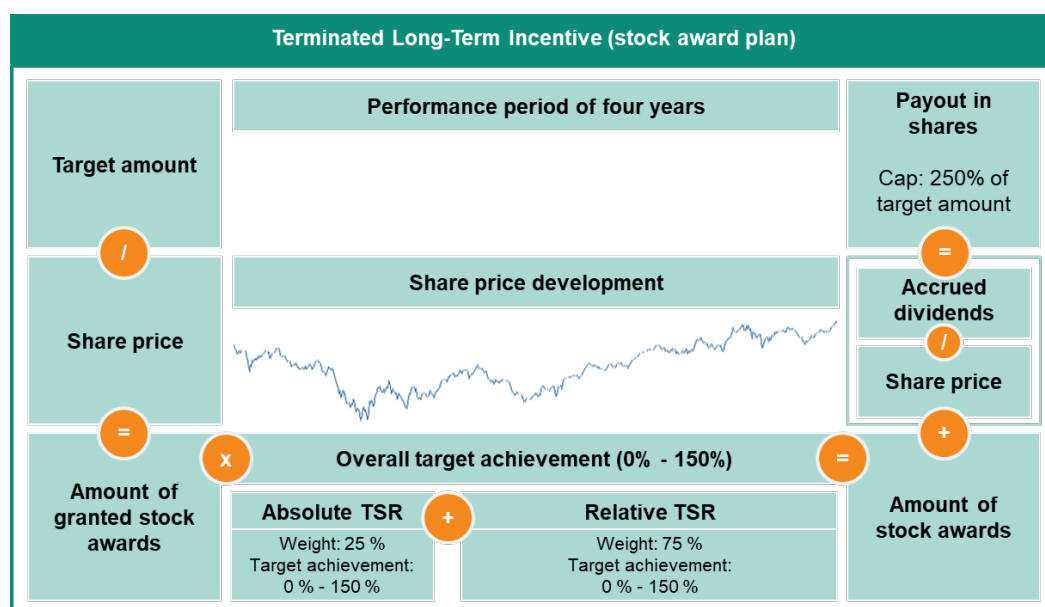 Terminated Long-Term Incentive (stock award plan)
Target amount
/
Share price
=
Amount of
granted stock
awards
Performance period of four years
Share price development
x
Overall target achievement (0% - 150%)
=
Absolute TSR
Weight: 25 %
Target achievement:
0 % - 150 %
+
Relative TSR
Weight: 75 %
Target achievement:
0 % - 150 %
Payout in
shares
Cap: 250% of
target amount
=
Accrued
dividends
/
Share price
+
Amount of
stock awards